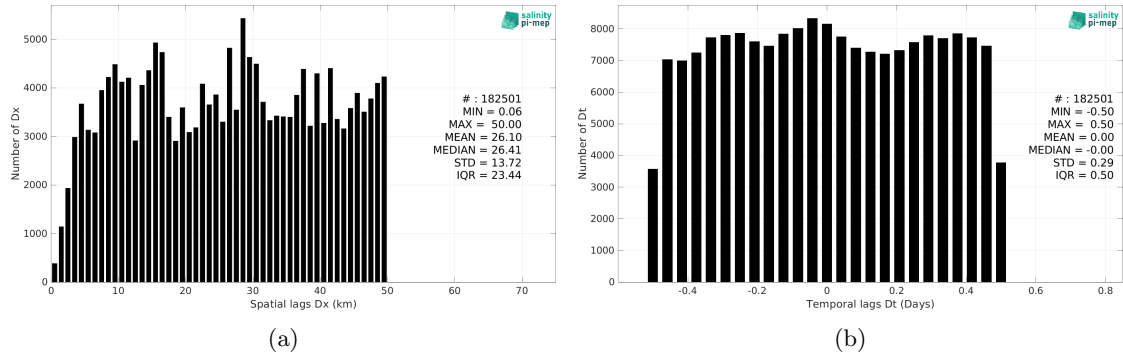 salinity
pi-mep
5000
4000
3000
2000
1000
0
Number of Dx
# : 182501
MIN = 0.06
MAX = 50.00
MEAN = 26.10
MEDIAN = 26.41
STD = 13.72
IQR = 23.44
0 10 20 30 40 50 60 70
Spatial lags Dx (km)
(a)
salinity
pi-mep
8000
7000
6000
5000
4000
3000
2000
1000
0
Number of Dt
# : 182501
MIN = -0.50
MAX = 0.50
MEAN = 0.00
MEDIAN = -0.00
STD = 0.29
IQR = 0.50
-0.4 -0.2 0 0.2 0.4 0.6 0.8
Temporal lags Dt (Days)
(b)